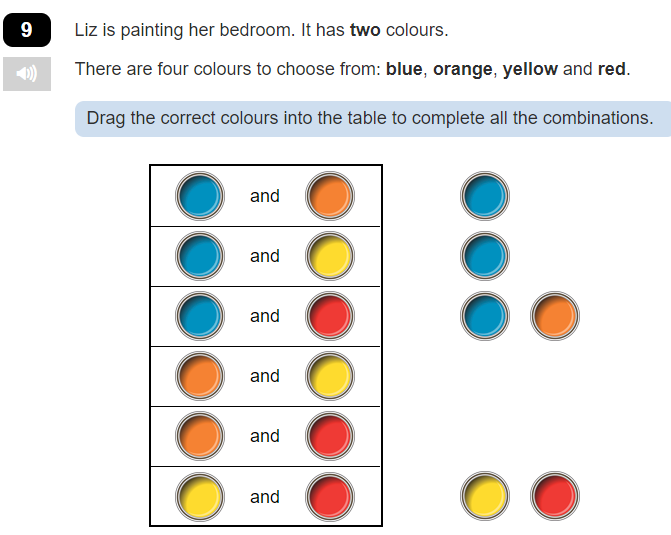 9
Liz is painting her bedroom. It has two colours.
There are four colours to choose from: blue, orange, yellow and red.
Drag the correct colours into the table to complete all the combinations.
and
and
and
and
and
and